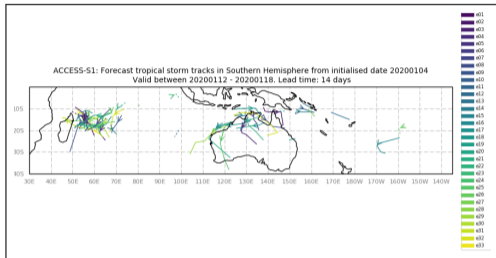 ACCESS-S1: Forecast tropical storm tracks in Southern Hemisphere from initialised date 20200104
Valid between 20200112 - 20200118. Lead time: 14 days
10S
20S
30S
40S
30E 40E 50E 60E 70E 80E 90E 100E 110E 120E 130E 140E 150E 160E 170E 180E 170W 160W 150W 140W
e01
e02
e03
e04
e05
e06
e07
e08
e09
e10
e11
e12
e13
e14
e15
e16
e17
e18
e19
e20
e21
e22
e23
e24
e25
e26
e27
e28
e29
e30
e31
e32
e33